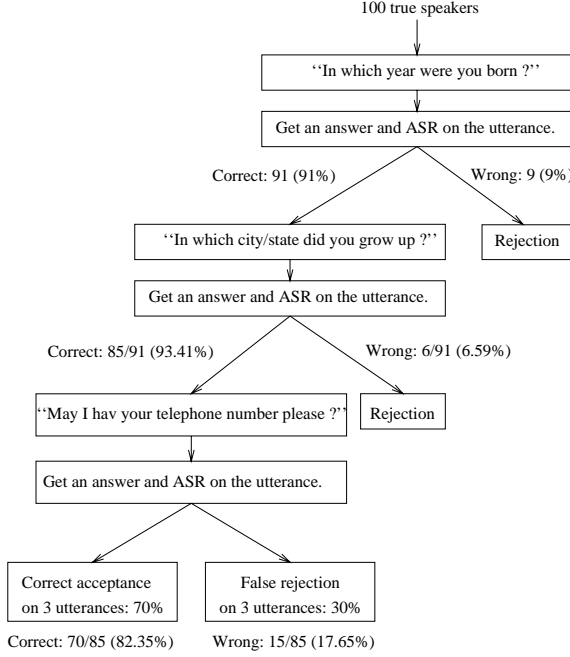 100 true speakers
‘‘In which year were you born ?’’
Get an answer and ASR on the utterance.
Correct: 91 (91%)
Wrong: 9 (9%)
‘‘In which city/state did you grow up ?’’
Rejection
Get an answer and ASR on the utterance.
Correct: 85/91 (93.41%)
Wrong: 6/91 (6.59%)
‘‘May I hav your telephone number please ?’’
Rejection
Get an answer and ASR on the utterance.
Correct acceptance
on 3 utterances: 70%
False rejection
on 3 utterances: 30%
Correct: 70/85 (82.35%)
Wrong: 15/85 (17.65%)